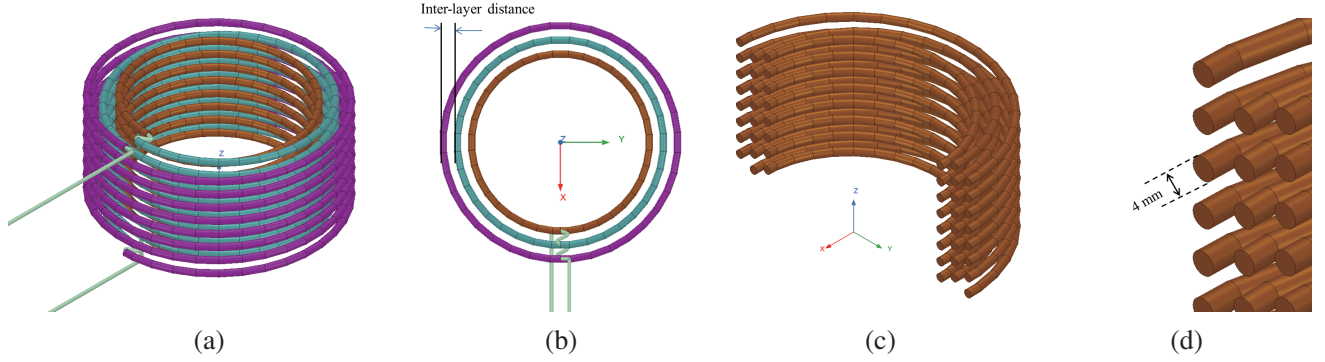 Inter-layer distance
Z
Z
Y
X
Z
X
Y
4 mm
(a)
(b)
(c)
(d)